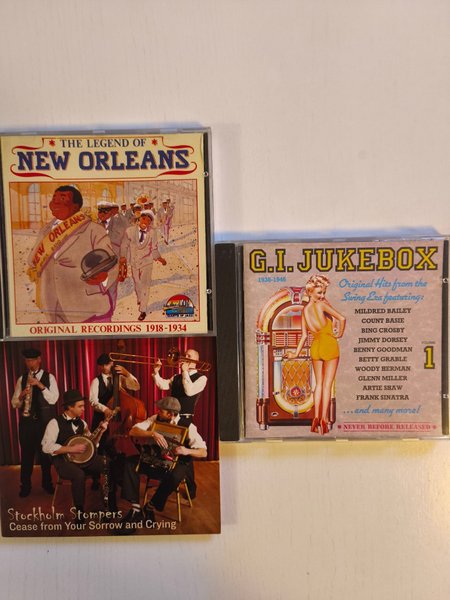 THE LEGEND OF
NEW ORLEANS
NEW ORLEANS
ORIGINAL RECORDINGS 1918-1934
G.I. JUKEBOX
1936-1946
Original Hits from the
Swing Era featuring:
MILDRED BAILEY
COUNT BASIE
BING CROSBY
JIMMY DORSEY
BENNY GOODMAN
BETTY GRABLE
WOODY HERMAN
GLENN MILLER
ARTIE SHAW
FRANK SINATRA
...and many more!
VOLUME
1
NEVER BEFORE RELEASED
Stockholm Stompers
Cease from Your Sorrow and Crying